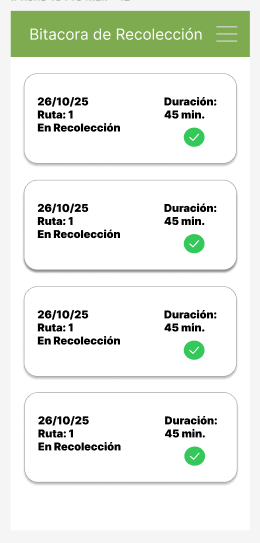 Bitacora de Recolección
26/10/25
Ruta: 1
En Recolección
Duración:
45 min.
26/10/25
Ruta: 1
En Recolección
Duración:
45 min.
26/10/25
Ruta: 1
En Recolección
Duración:
45 min.
26/10/25
Ruta: 1
En Recolección
Duración:
45 min.